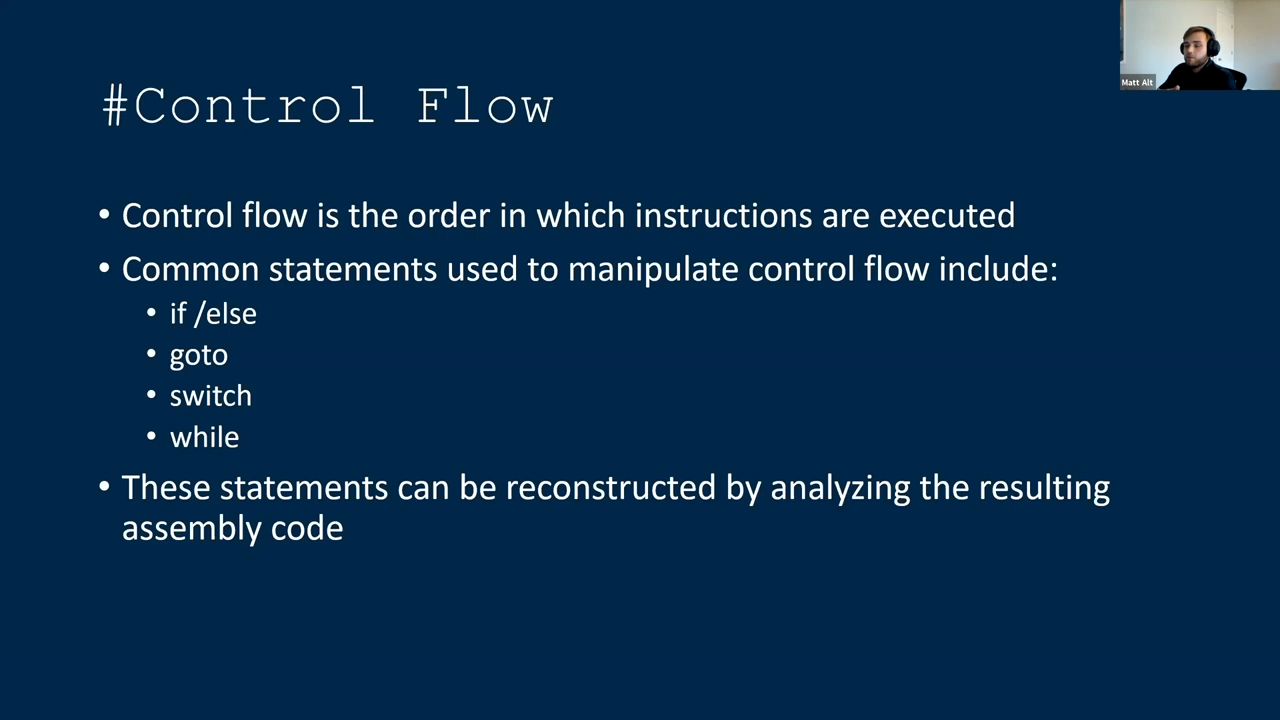 Matt Alt
#Control Flow
• Control flow is the order in which instructions are executed
• Common statements used to manipulate control flow include:
• if /else
• goto
• switch
• while
• These statements can be reconstructed by analyzing the resulting
assembly code